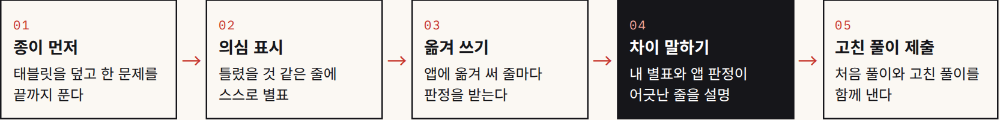 01
종이 먼저
태블릿을 덮고 한 문제를
끝까지 푼다
→
02
의심 표시
틀렸을 것 같은 줄에
스스로 별표
→
03
옮겨 쓰기
앱에 옮겨 써 줄마다
판정을 받는다
→
04
차이 말하기
내 별표와 앱 판정이
어긋난 줄을 설명
→
05
고친 풀이 제출
처음 풀이와 고친 풀이를
함께 낸다